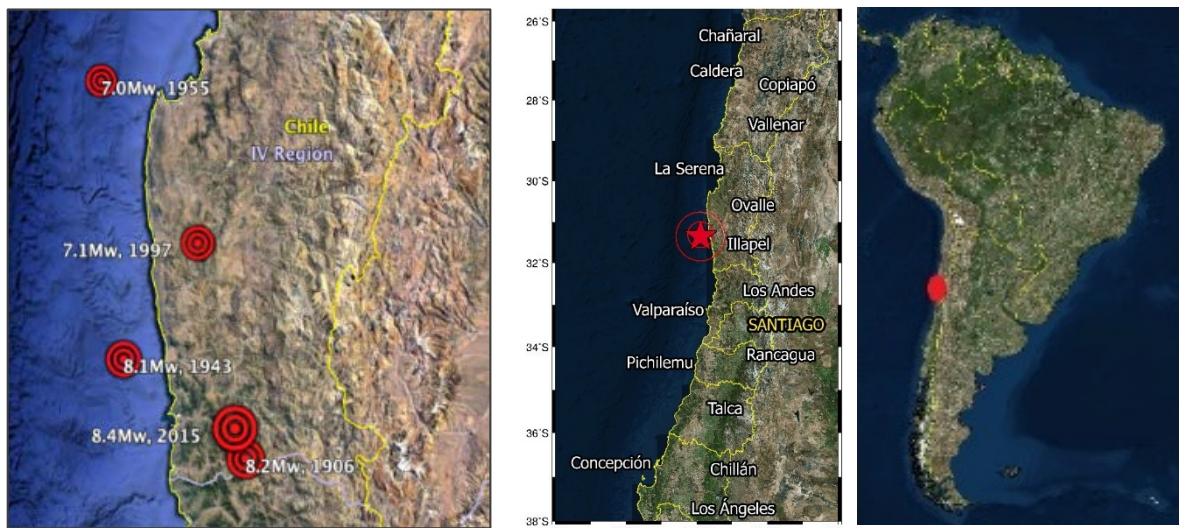 7.0Mw, 1955
Chile
IV Región
7.1Mw, 1997
8.1Mw, 1943
8.4Mw, 2015
8.2Mw, 1906
26°S
28°S
30°S
32°S
34°S
36°S
38°S
Chañaral
Caldera
Copiapó
Vallenar
La Serena
Ovalle
Illapel
Los Andes
Valparaíso
SANTIAGO
Rancagua
Pichilemu
Talca
Concepción
Chillán
Los Ángeles